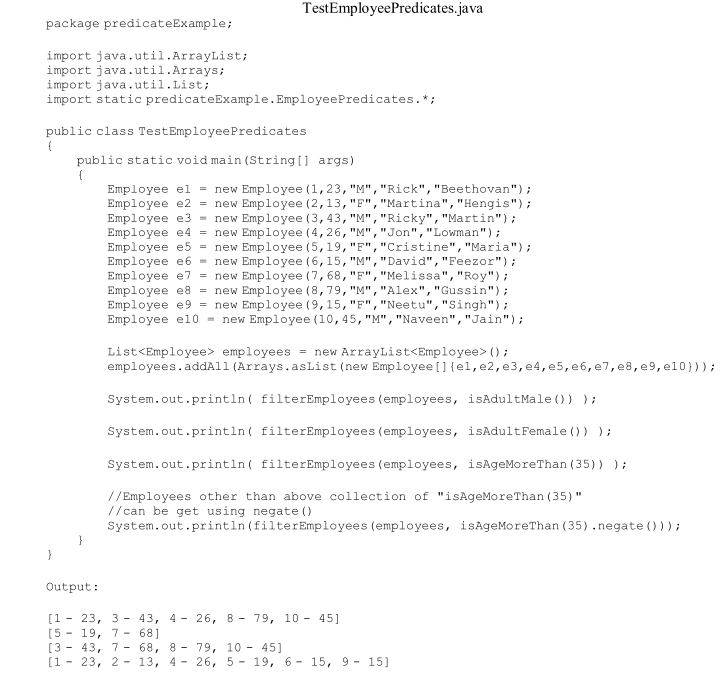 TestEmployeePredicates.java
package predicateExample;
import java.util.ArrayList;
import java.util.Arrays;
import java.util.List;
import static predicateExample.EmployeePredicates.*;
public class TestEmployeePredicates
{
public static void main(String[] args)
{
Employee e1 = new Employee(1,23,"M","Rick","Beethovan");
Employee e2 = new Employee(2,13,"F","Martina","Hengis");
Employee e3 = new Employee(3,43,"M","Ricky","Martin");
Employee e4 = new Employee(4,26,"M","Jon","Lowman");
Employee e5 = new Employee(5,19,"F","Cristine","Maria");
Employee e6 = new Employee(6,15,"M","David","Feezor");
Employee e7 = new Employee(7,68,"F","Melissa","Roy");
Employee e8 = new Employee(8,79,"M","Alex","Gussin");
Employee e9 = new Employee(9,15,"F","Neetu","Singh");
Employee e10 = new Employee(10,45,"M","Naveen","Jain");
List<Employee> employees = new ArrayList<Employee>();
employees.addAll(Arrays.asList(new Employee[]{e1,e2,e3,e4,e5,e6,e7,e8,e9,e10}));
System.out.println( filterEmployees(employees, isAdultMale()) );
System.out.println( filterEmployees(employees, isAdultFemale()) );
System.out.println( filterEmployees(employees, isAgeMoreThan(35)) );
//Employees other than above collection of "isAgeMoreThan(35)"
//can be get using negate()
System.out.println(filterEmployees(employees, isAgeMoreThan(35).negate()));
}
}
Output:
[1 - 23, 3 - 43, 4 - 26, 8 - 79, 10 - 45]
[5 - 19, 7 - 68]
[3 - 43, 7 - 68, 8 - 79, 10 - 45]
[1 - 23, 2 - 13, 4 - 26, 5 - 19, 6 - 15, 9 - 15]